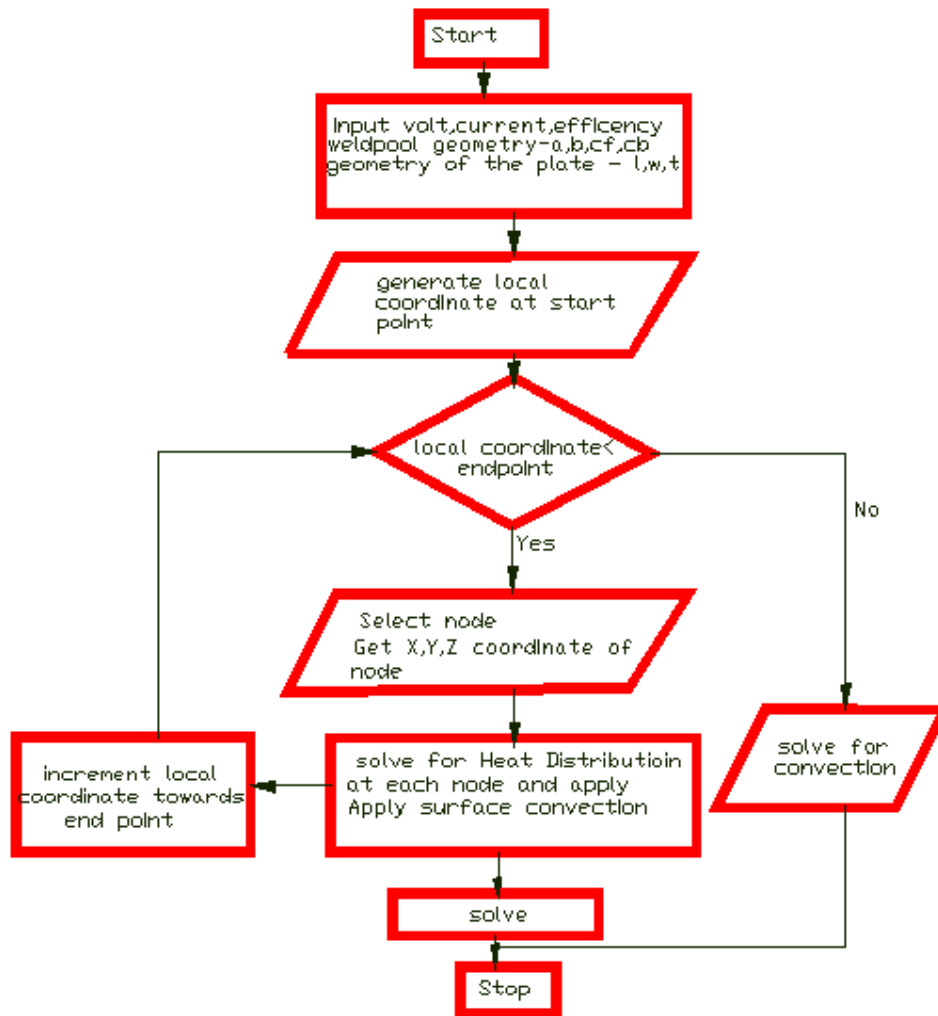 Start
Input volt,current,efficency
weldpool geometry-a,b,cf,cb
geometry of the plate - l,w,t
generate local
coordinate at start
point
local coordinate<
endpoint
No
Yes
Select node
Get X,Y,Z coordinate of
node
increment local
coordinate towards
end point
solve for Heat Distributioin
at each node and apply
Apply surface convection
solve for
convection
solve
Stop